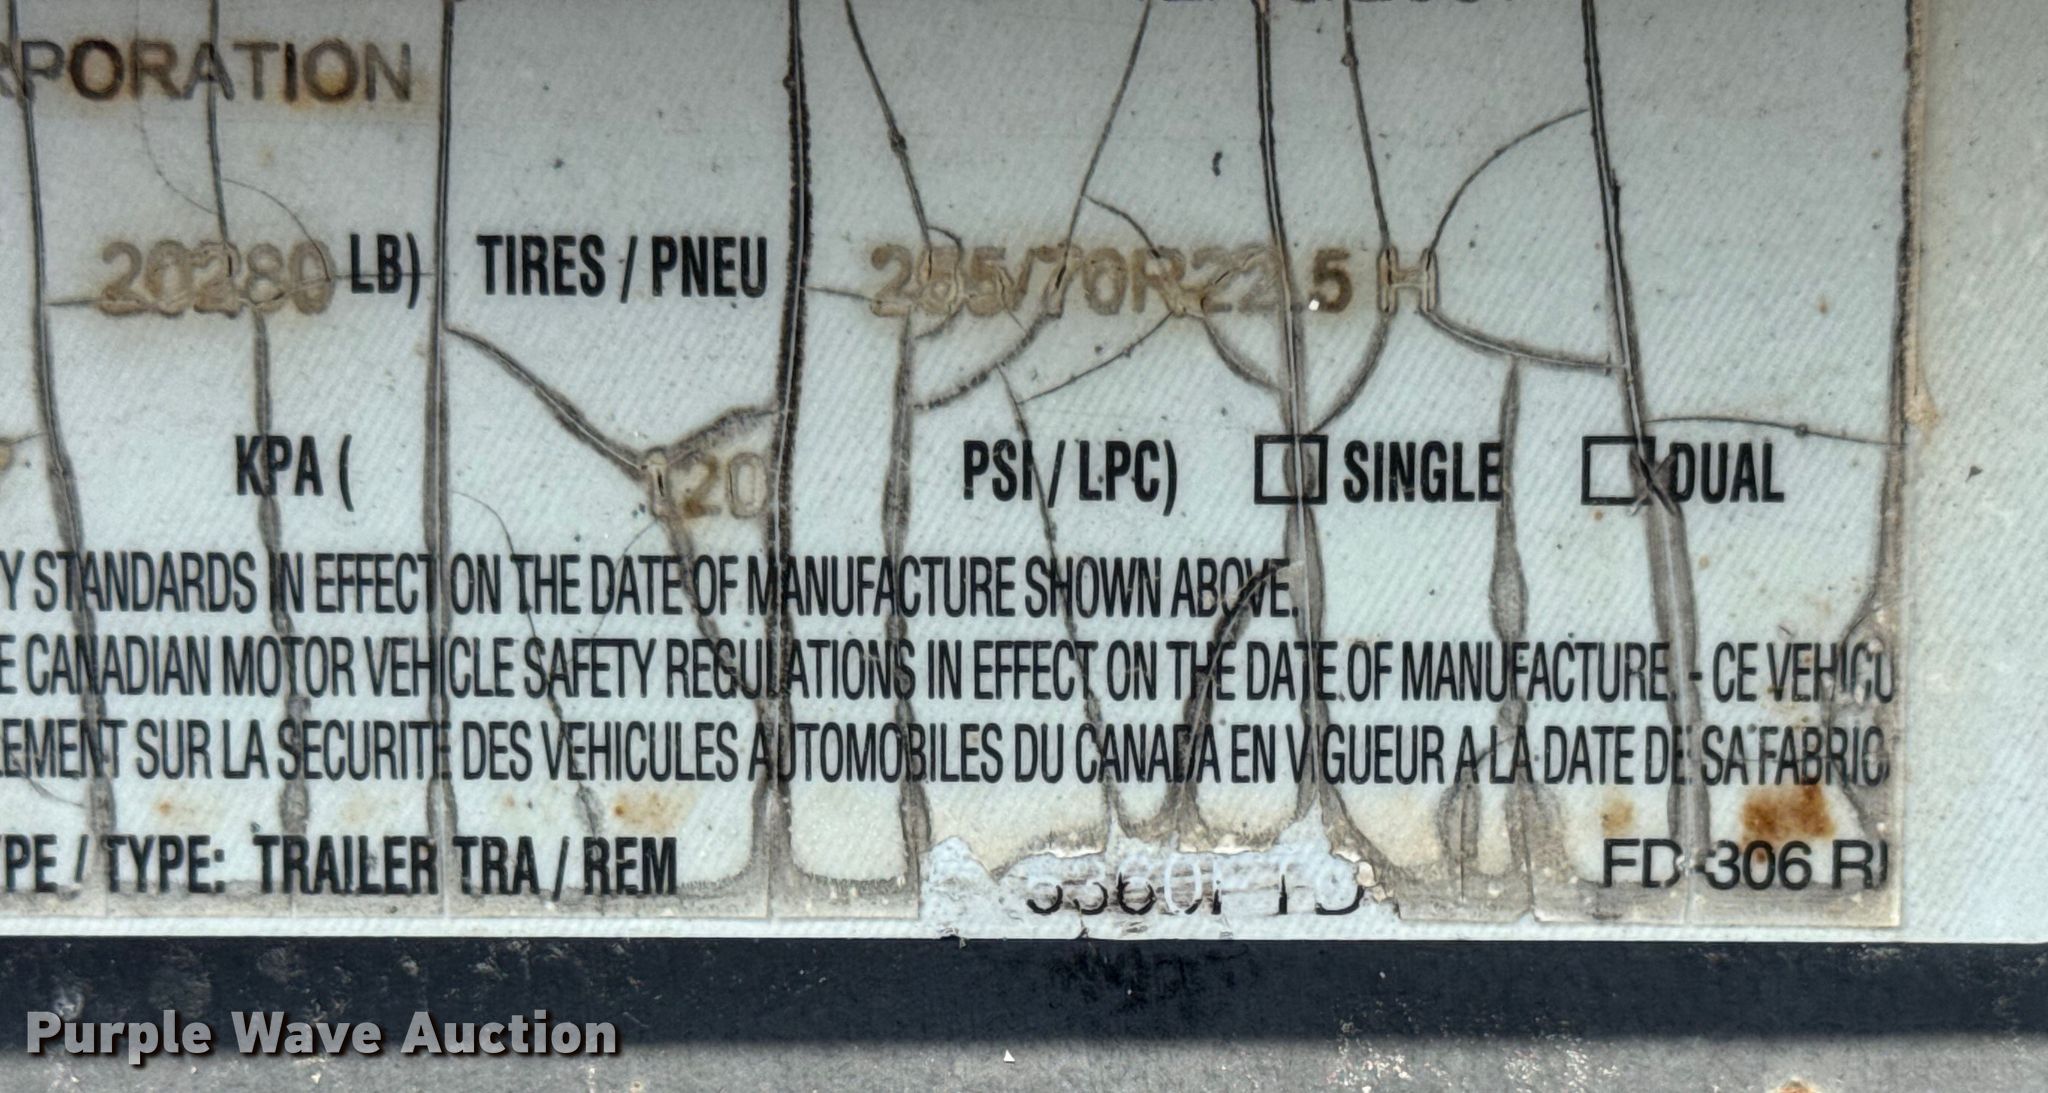 RPORATION
20280 LB) TIRES / PNEU 255/70R22.5 H
KPA ( 120 PSI / LPC) SINGLE DUAL
Y STANDARDS IN EFFECT ON THE DATE OF MANUFACTURE SHOWN ABOVE.
E CANADIAN MOTOR VEHICLE SAFETY REGULATIONS IN EFFECT ON THE DATE OF MANUFACTURE. - CE VEHICU
LEMENT SUR LA SECURITE DES VEHICULES AUTOMOBILES DU CANADA EN VIGUEUR A LA DATE DE SA FABRIC
YPE / TYPE: TRAILER TRA / REM
FD-306 R
Purple Wave Auction